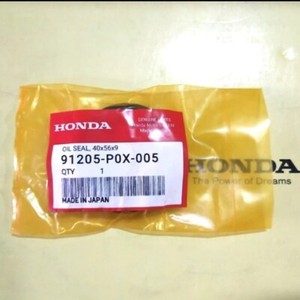 HONDA
OIL SEAL, 40x56x9
91205-P0X-005
QTY 1
MADE IN JAPAN
HONDA
The Power of Dreams